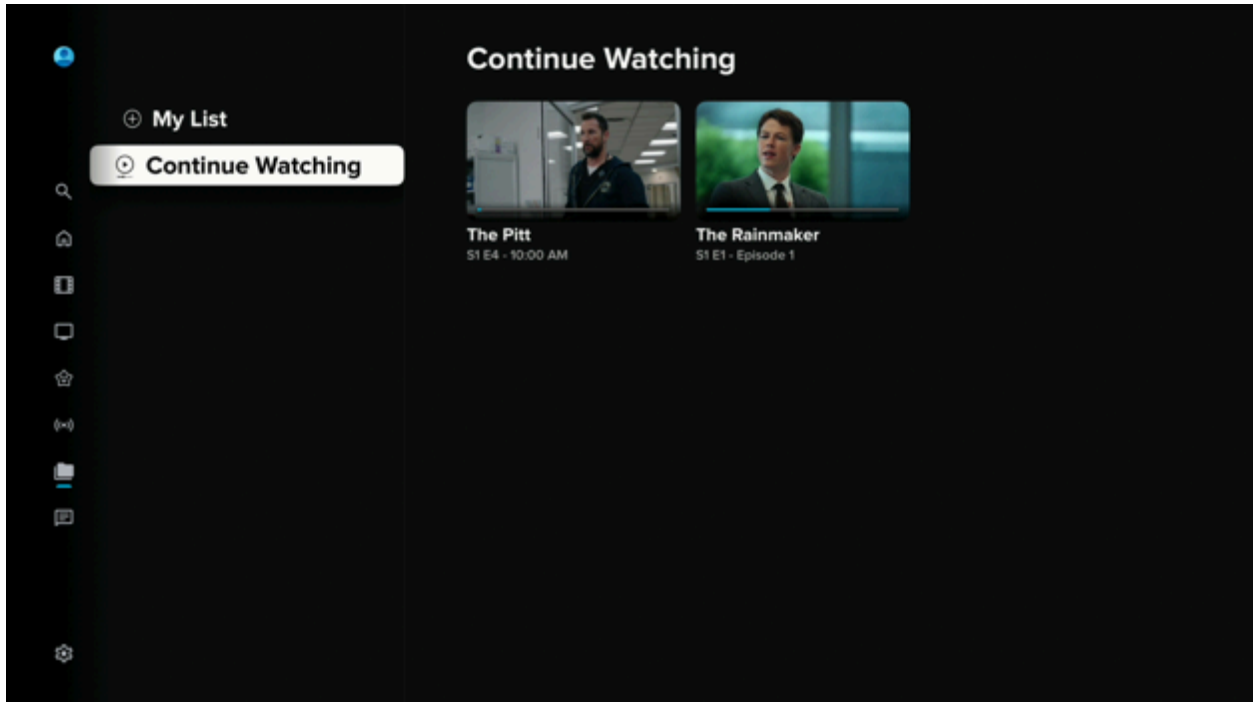 Continue Watching
My List
Continue Watching
The Pitt
S1 E4 - 10:00 AM
The Rainmaker
S1 E1 - Episode 1